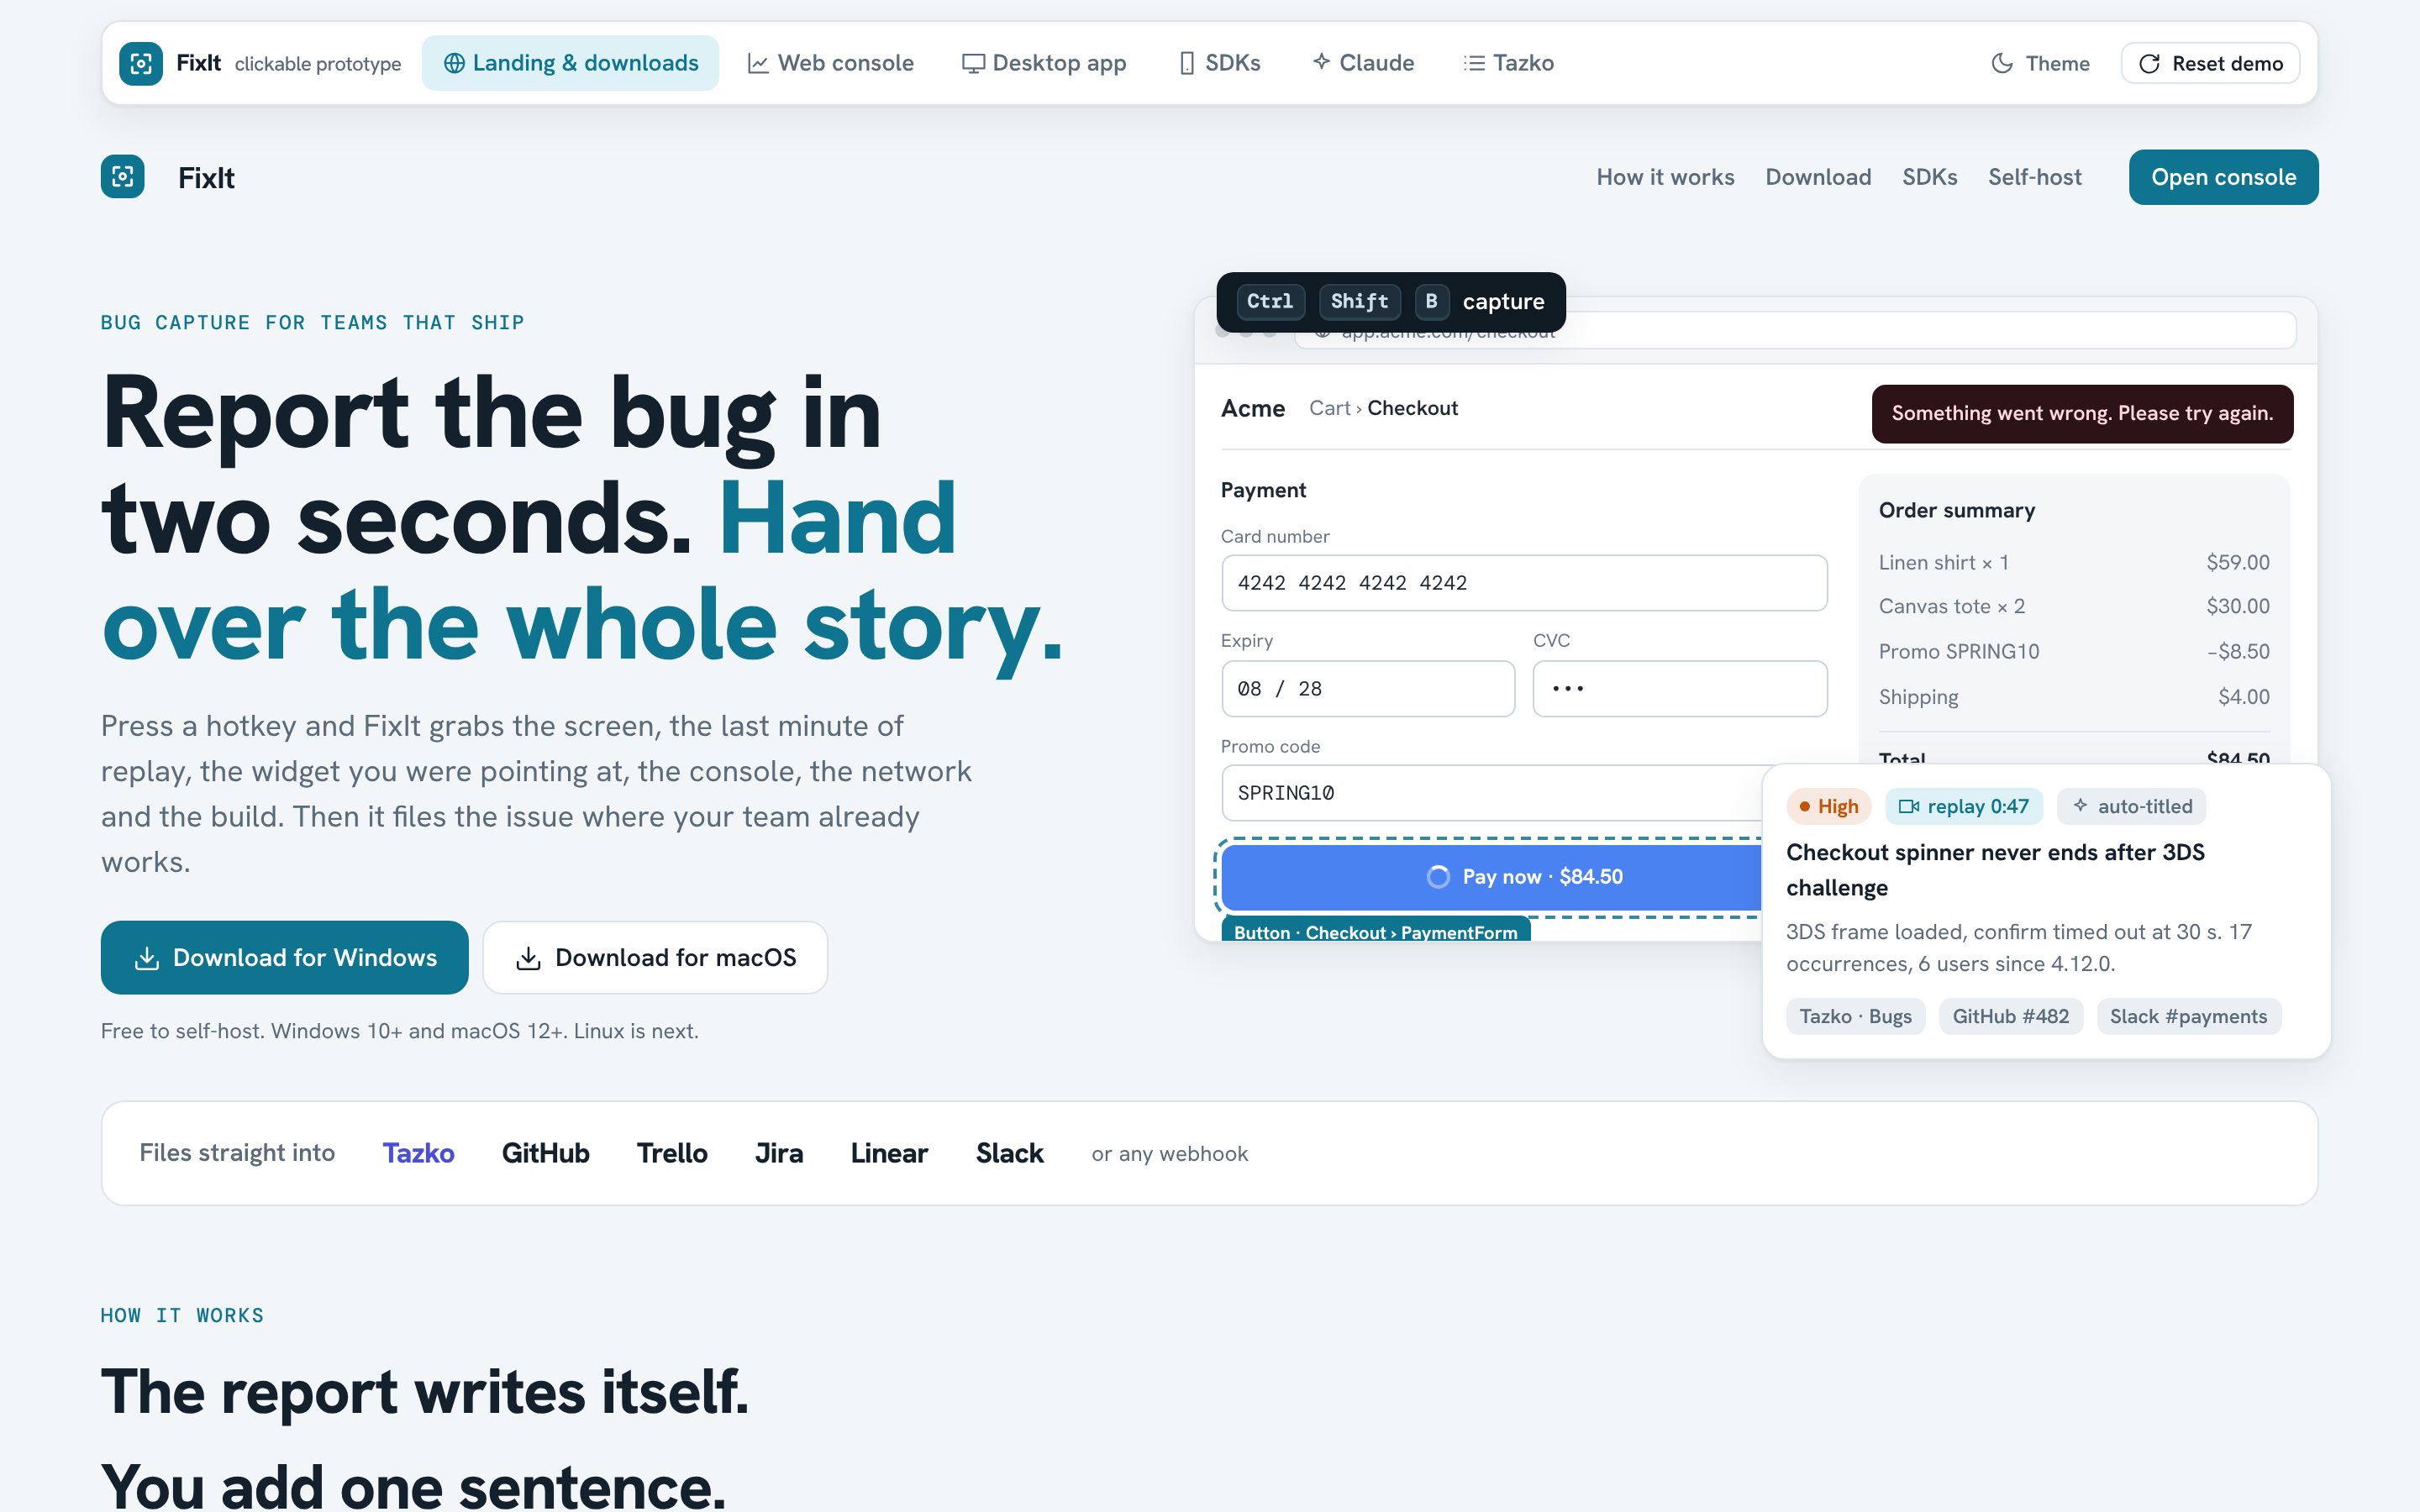 FixIt clickable prototype Landing & downloads Web console Desktop app SDKs Claude Tazko Theme Reset demo
FixIt How it works Download SDKs Self-host Open console
BUG CAPTURE FOR TEAMS THAT SHIP
Report the bug in
two seconds. Hand
over the whole story.
Press a hotkey and FixIt grabs the screen, the last minute of
replay, the widget you were pointing at, the console, the network
and the build. Then it files the issue where your team already
works.
Download for Windows Download for macOS
Free to self-host. Windows 10+ and macOS 12+. Linux is next.
Ctrl Shift B capture
app.acme.com/checkout
Acme Cart › Checkout
Something went wrong. Please try again.
Payment
Card number
4242 4242 4242 4242
Expiry CVC
08 / 28 •••
Promo code
SPRING10
Pay now · $84.50
Button · Checkout › PaymentForm
Order summary
Linen shirt × 1 $59.00
Canvas tote × 2 $30.00
Promo SPRING10 −$8.50
Shipping $4.00
Total $84.50
High replay 0:47 auto-titled
Checkout spinner never ends after 3DS
challenge
3DS frame loaded, confirm timed out at 30 s. 17
occurrences, 6 users since 4.12.0.
Tazko · Bugs GitHub #482 Slack #payments
Files straight into Tazko GitHub Trello Jira Linear Slack or any webhook
HOW IT WORKS
The report writes itself.
You add one sentence.